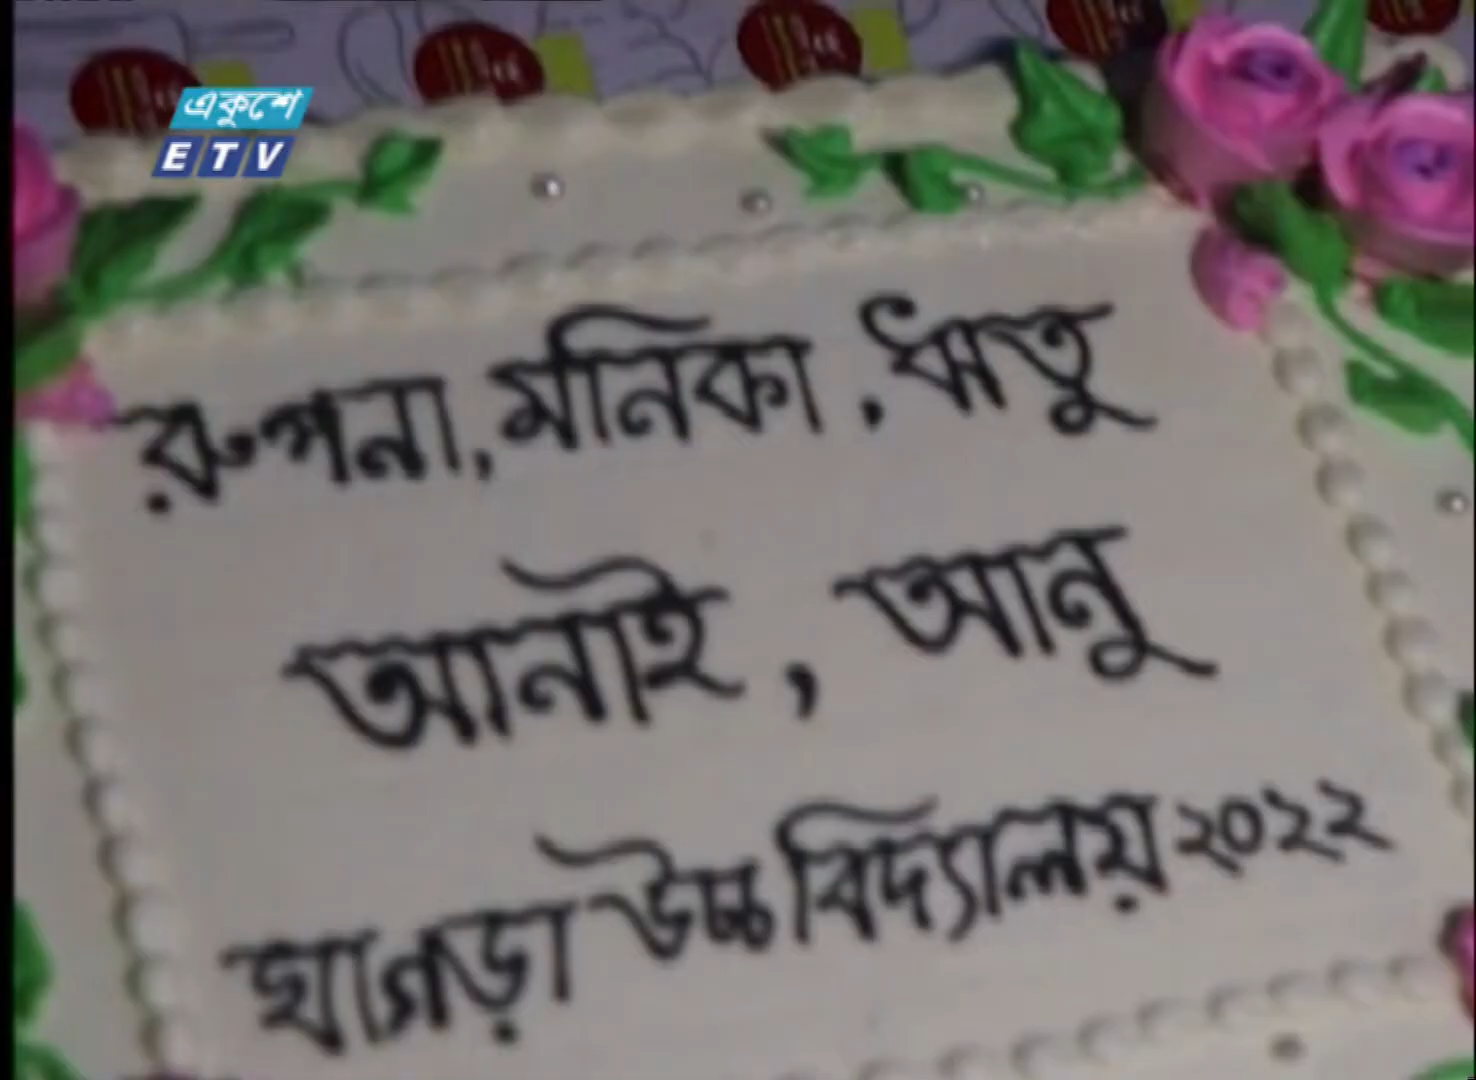 একুশে
ETV
রুপনা, মনিকা, ঋতু
আনাই, আনু
ঘাগড়া উচ্চ বিদ্যালয় ২০২২